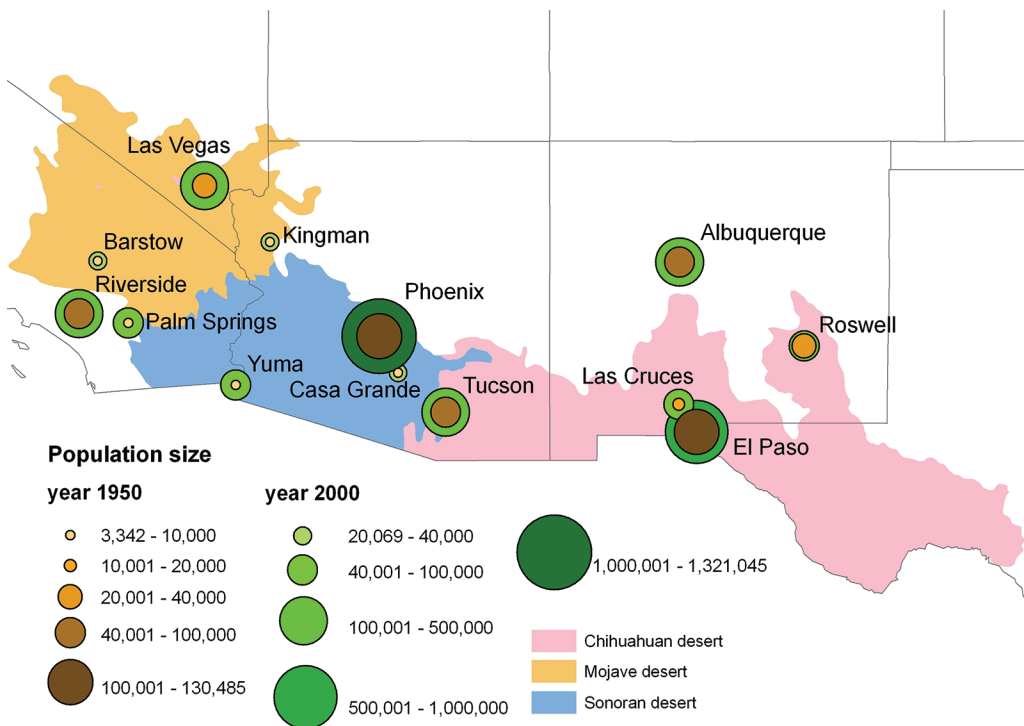 Las Vegas
Barstow
Kingman
Albuquerque
Riverside
Phoenix
Palm Springs
Roswell
Yuma
Las Cruces
Casa Grande
Tucson
El Paso
Population size
year 1950
3,342 - 10,000
10,001 - 20,000
20,001 - 40,000
40,001 - 100,000
100,001 - 130,485
year 2000
20,069 - 40,000
40,001 - 100,000
100,001 - 500,000
500,001 - 1,000,000
1,000,001 - 1,321,045
Chihuahuan desert
Mojave desert
Sonoran desert